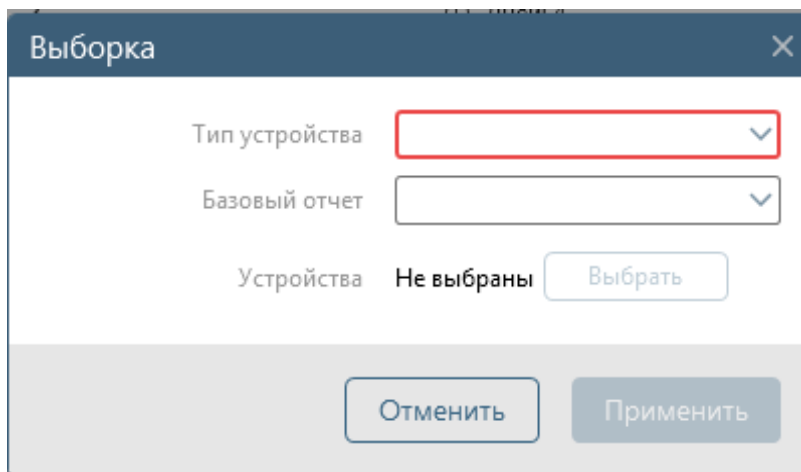 Выборка
Тип устройства
Базовый отчет
Устройства Не выбраны Выбрать
Отменить Применить